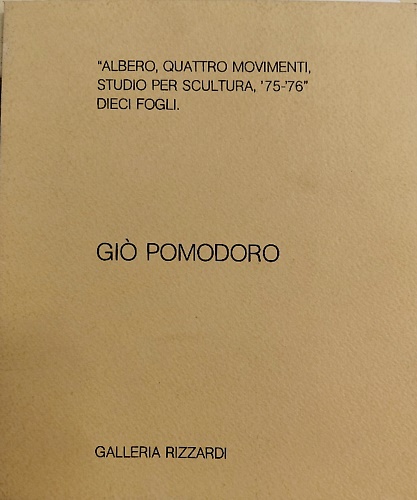 "ALBERO, QUATTRO MOVIMENTI,
STUDIO PER SCULTURA, '75-'76"
DIECI FOGLI.
GIÒ POMODORO
GALLERIA RIZZARDI